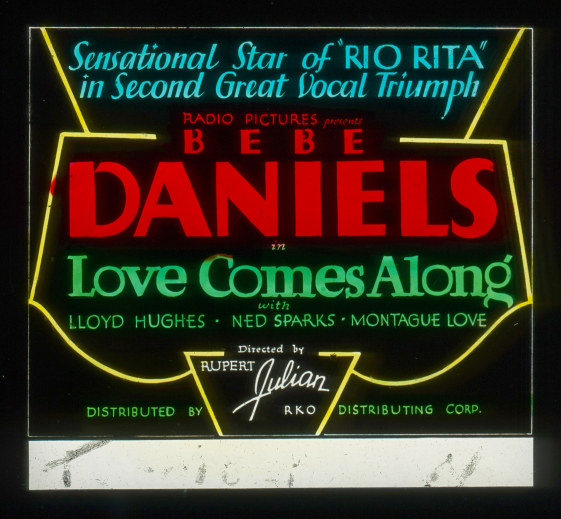 Sensational Star of "RIO RITA"
in Second Great Vocal Triumph
RADIO PICTURES presents
BEBE
DANIELS
in
Love Comes Along
with
LLOYD HUGHES · NED SPARKS · MONTAGUE LOVE
Directed by
RUPERT Julian
DISTRIBUTED BY RKO DISTRIBUTING CORP.